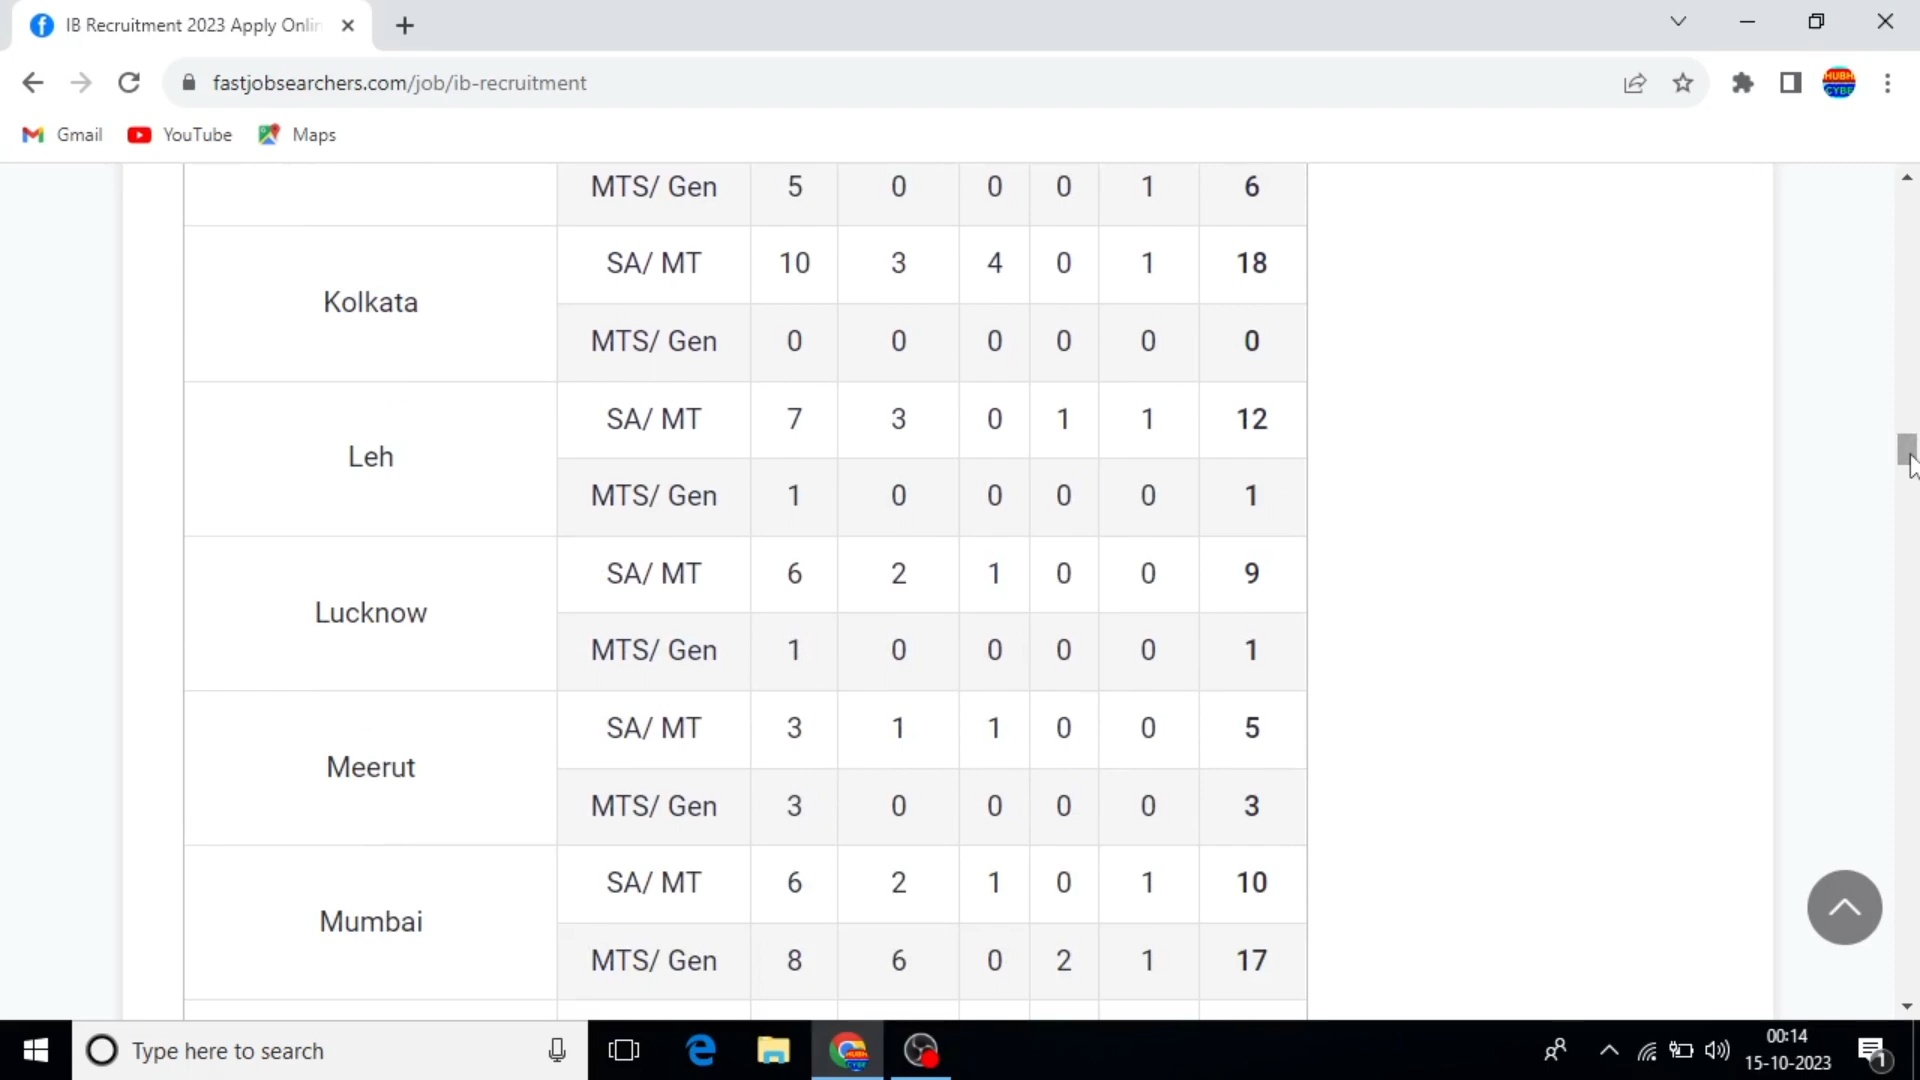 IB Recruitment 2023 Apply Onlin
fastjobsearchers.com/job/ib-recruitment
HUBH
CYBE
Gmail YouTube Maps
MTS/ Gen 5 0 0 0 1 6
Kolkata
SA/ MT 10 3 4 0 1 18
MTS/ Gen 0 0 0 0 0 0
Leh
SA/ MT 7 3 0 1 1 12
MTS/ Gen 1 0 0 0 0 1
Lucknow
SA/ MT 6 2 1 0 0 9
MTS/ Gen 1 0 0 0 0 1
Meerut
SA/ MT 3 1 1 0 0 5
MTS/ Gen 3 0 0 0 0 3
Mumbai
SA/ MT 6 2 1 0 1 10
MTS/ Gen 8 6 0 2 1 17
Type here to search
00:14
15-10-2023
1